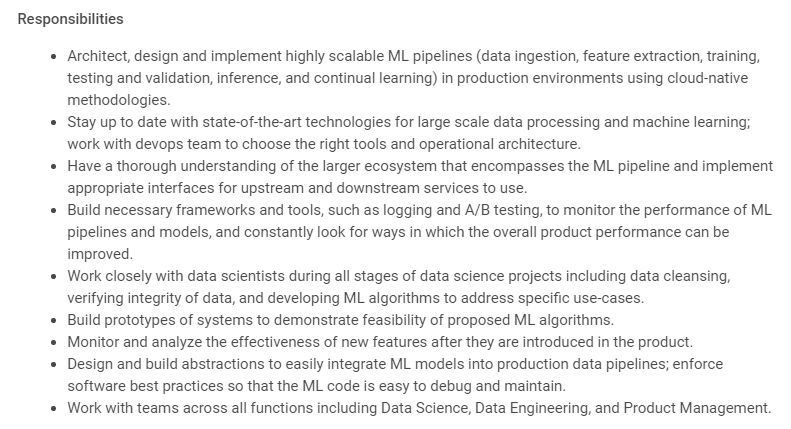 Responsibilities
• Architect, design and implement highly scalable ML pipelines (data ingestion, feature extraction, training,
testing and validation, inference, and continual learning) in production environments using cloud-native
methodologies.
• Stay up to date with state-of-the-art technologies for large scale data processing and machine learning;
work with devops team to choose the right tools and operational architecture.
• Have a thorough understanding of the larger ecosystem that encompasses the ML pipeline and implement
appropriate interfaces for upstream and downstream services to use.
• Build necessary frameworks and tools, such as logging and A/B testing, to monitor the performance of ML
pipelines and models, and constantly look for ways in which the overall product performance can be
improved.
• Work closely with data scientists during all stages of data science projects including data cleansing,
verifying integrity of data, and developing ML algorithms to address specific use-cases.
• Build prototypes of systems to demonstrate feasibility of proposed ML algorithms.
• Monitor and analyze the effectiveness of new features after they are introduced in the product.
• Design and build abstractions to easily integrate ML models into production data pipelines; enforce
software best practices so that the ML code is easy to debug and maintain.
• Work with teams across all functions including Data Science, Data Engineering, and Product Management.